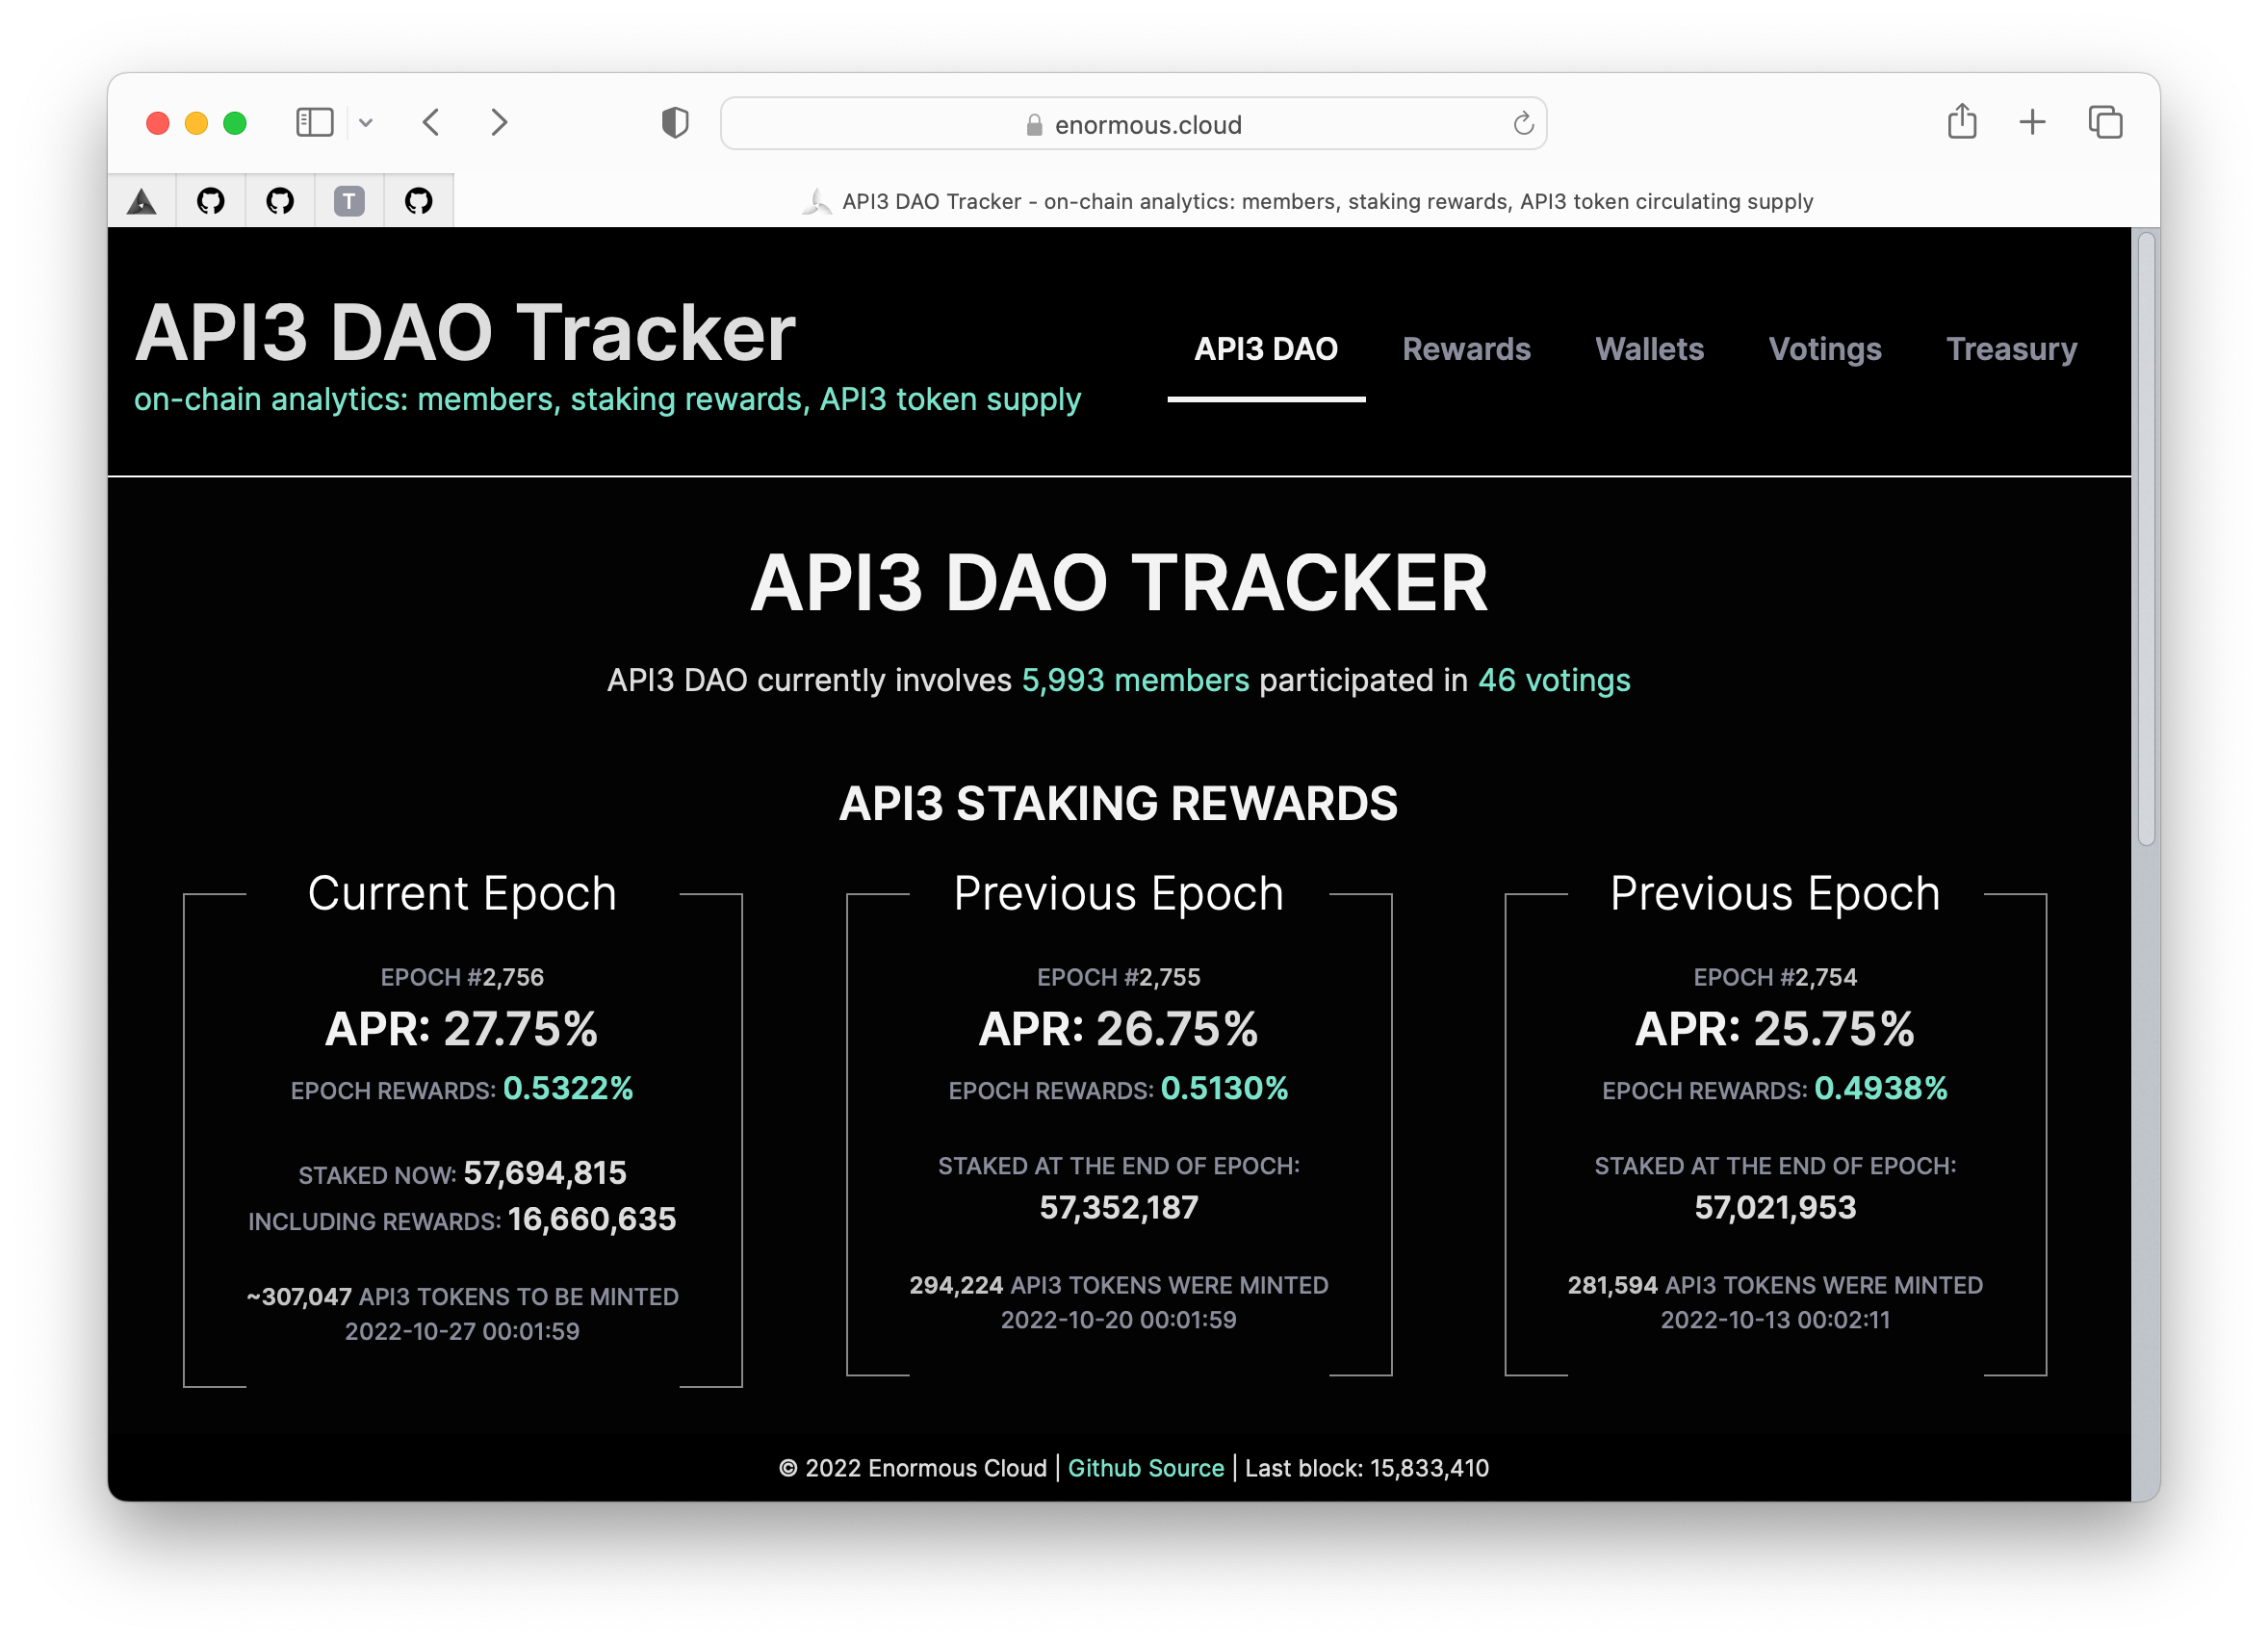 enormous.cloud
T
API3 DAO Tracker - on-chain analytics: members, staking rewards, API3 token circulating supply
API3 DAO Tracker
on-chain analytics: members, staking rewards, API3 token supply
API3 DAO
Rewards
Wallets
Votings
Treasury
API3 DAO TRACKER
API3 DAO currently involves 5,993 members participated in 46 votings
API3 STAKING REWARDS
Current Epoch
EPOCH #2,756
APR: 27.75%
EPOCH REWARDS: 0.5322%
STAKED NOW: 57,694,815
INCLUDING REWARDS: 16,660,635
~307,047 API3 TOKENS TO BE MINTED
2022-10-27 00:01:59
Previous Epoch
EPOCH #2,755
APR: 26.75%
EPOCH REWARDS: 0.5130%
STAKED AT THE END OF EPOCH:
57,352,187
294,224 API3 TOKENS WERE MINTED
2022-10-20 00:01:59
Previous Epoch
EPOCH #2,754
APR: 25.75%
EPOCH REWARDS: 0.4938%
STAKED AT THE END OF EPOCH:
57,021,953
281,594 API3 TOKENS WERE MINTED
2022-10-13 00:02:11
© 2022 Enormous Cloud | Github Source | Last block: 15,833,410